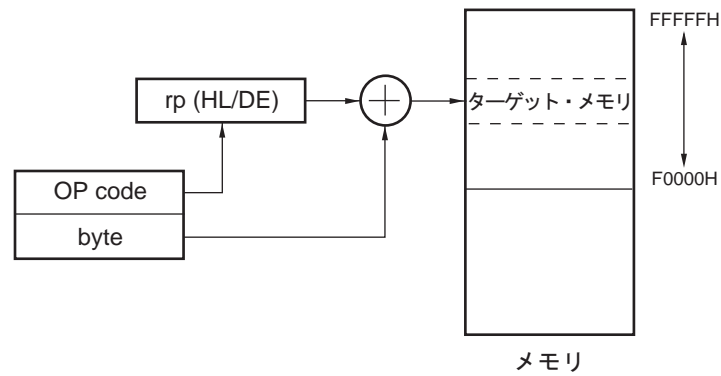 FFFFFH
rp (HL/DE)
ターゲット・メモリ
OP code
byte
F0000H
メモリ